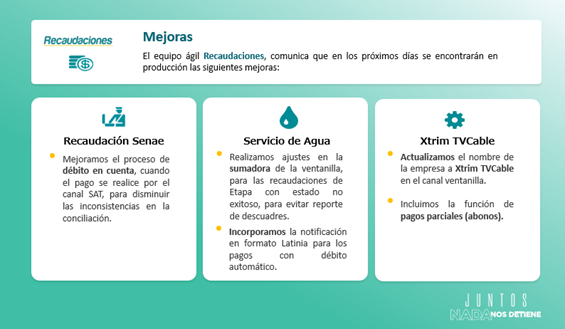 Recaudaciones
Mejoras
El equipo ágil Recaudaciones, comunica que en los próximos días se encontrarán en
producción las siguientes mejoras:
Recaudación Senae
Mejoramos el proceso de
débito en cuenta, cuando
el pago se realice por el
canal SAT, para disminuir
las inconsistencias en la
conciliación.
Servicio de Agua
Realizamos ajustes en la
sumadora de la ventanilla,
para las recaudaciones de
Etapa con estado no
exitoso, para evitar reporte
de descuadres.
Incorporamos la notificación
en formato Latinia para los
pagos con débito
automático.
Xtrim TVCable
Actualizamos el nombre de
la empresa a Xtrim TVCable
en el canal ventanilla.
Incluimos la función de
pagos parciales (abonos).
JUNTOS
NADA NOS DETIENE